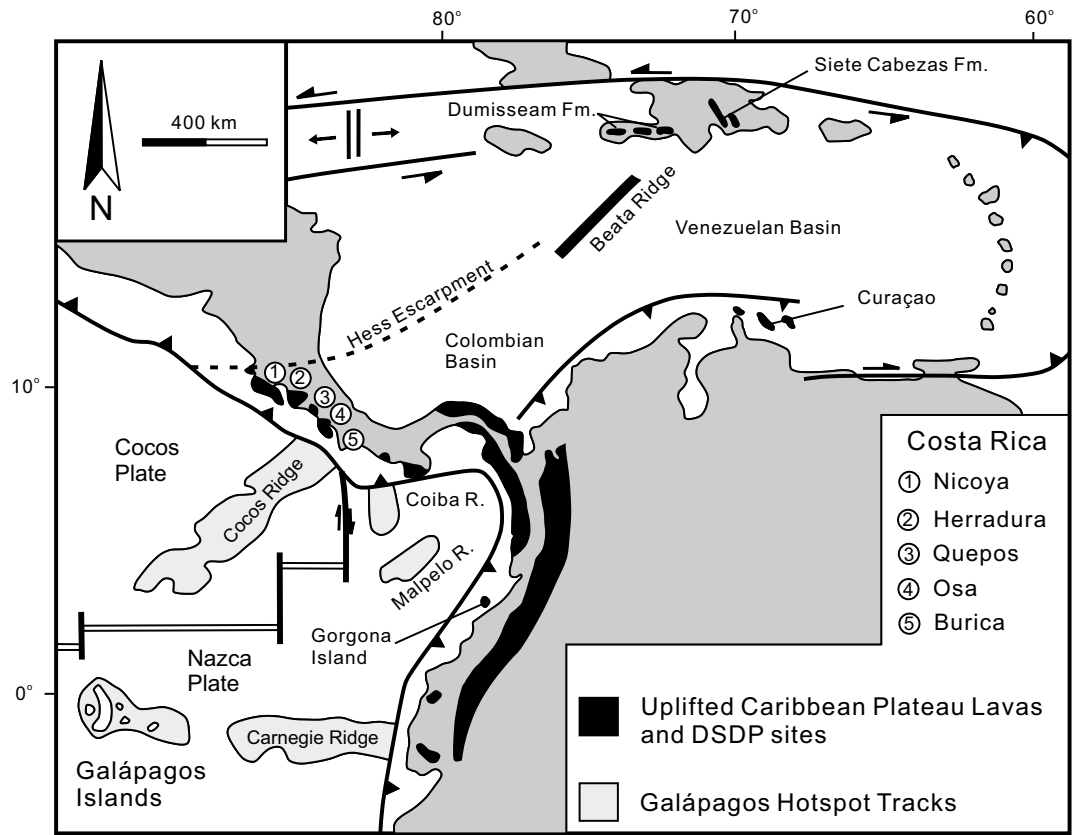 80°
70°
60°
Siete Cabezas Fm.
Dumisseam Fm.
400 km
N
Beata Ridge
Venezuelan Basin
Hess Escarpment
Curaçao
Colombian
Basin
10°
1
2
3
4
5
Cocos
Plate
Cocos Ridge
Coiba R.
Malpelo R.
Gorgona
Island
Nazca
Plate
0°
Carnegie Ridge
Galápagos
Islands
Costa Rica
1 Nicoya
2 Herradura
3 Quepos
4 Osa
5 Burica
Uplifted Caribbean Plateau Lavas
and DSDP sites
Galápagos Hotspot Tracks